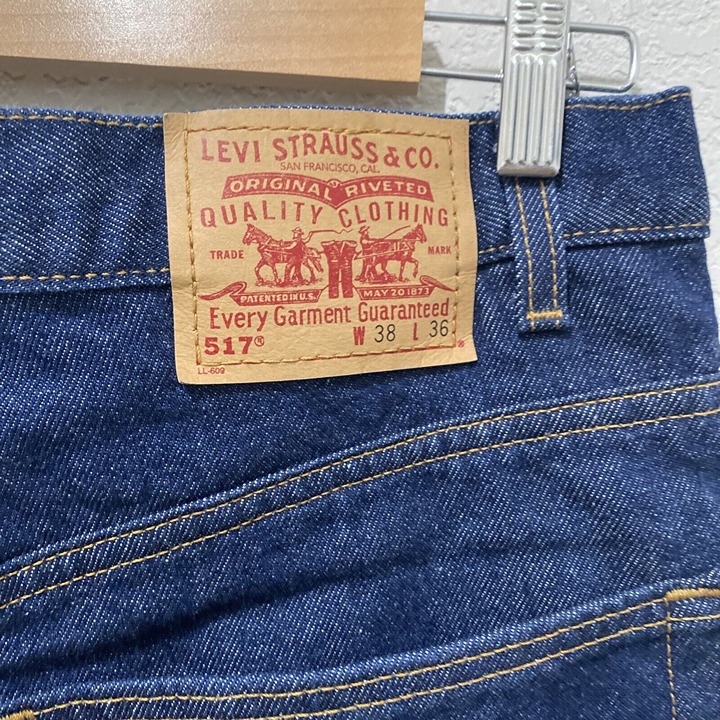 LEVI STRAUSS & CO.
SAN FRANCISCO, CAL.
ORIGINAL RIVETED
QUALITY CLOTHING
TRADE MARK
PATENTED IN U.S. MAY 20 1873
Every Garment Guaranteed
517® W 38 L 36 ®
LL-609